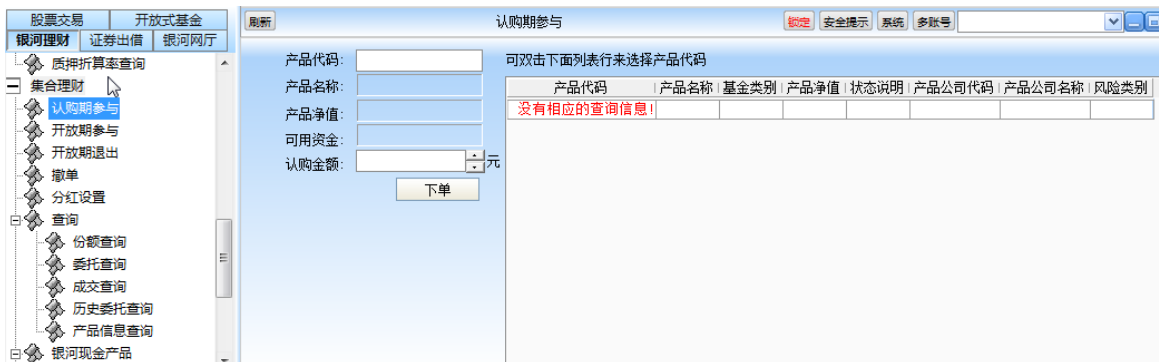 股票交易 开放式基金
银河理财 证券出借 银河网厅
质押折算率查询
集合理财
认购期参与
开放期参与
开放期退出
撤单
分红设置
查询
份额查询
委托查询
成交查询
历史委托查询
产品信息查询
银河现金产品
刷新 认购期参与 锁定 安全提示 系统 多账号
产品代码:
产品名称:
产品净值:
可用资金:
认购金额: 元
下单
可双击下面列表行来选择产品代码
产品代码 产品名称 基金类别 产品净值 状态说明 产品公司代码 产品公司名称 风险类别
没有相应的查询信息!